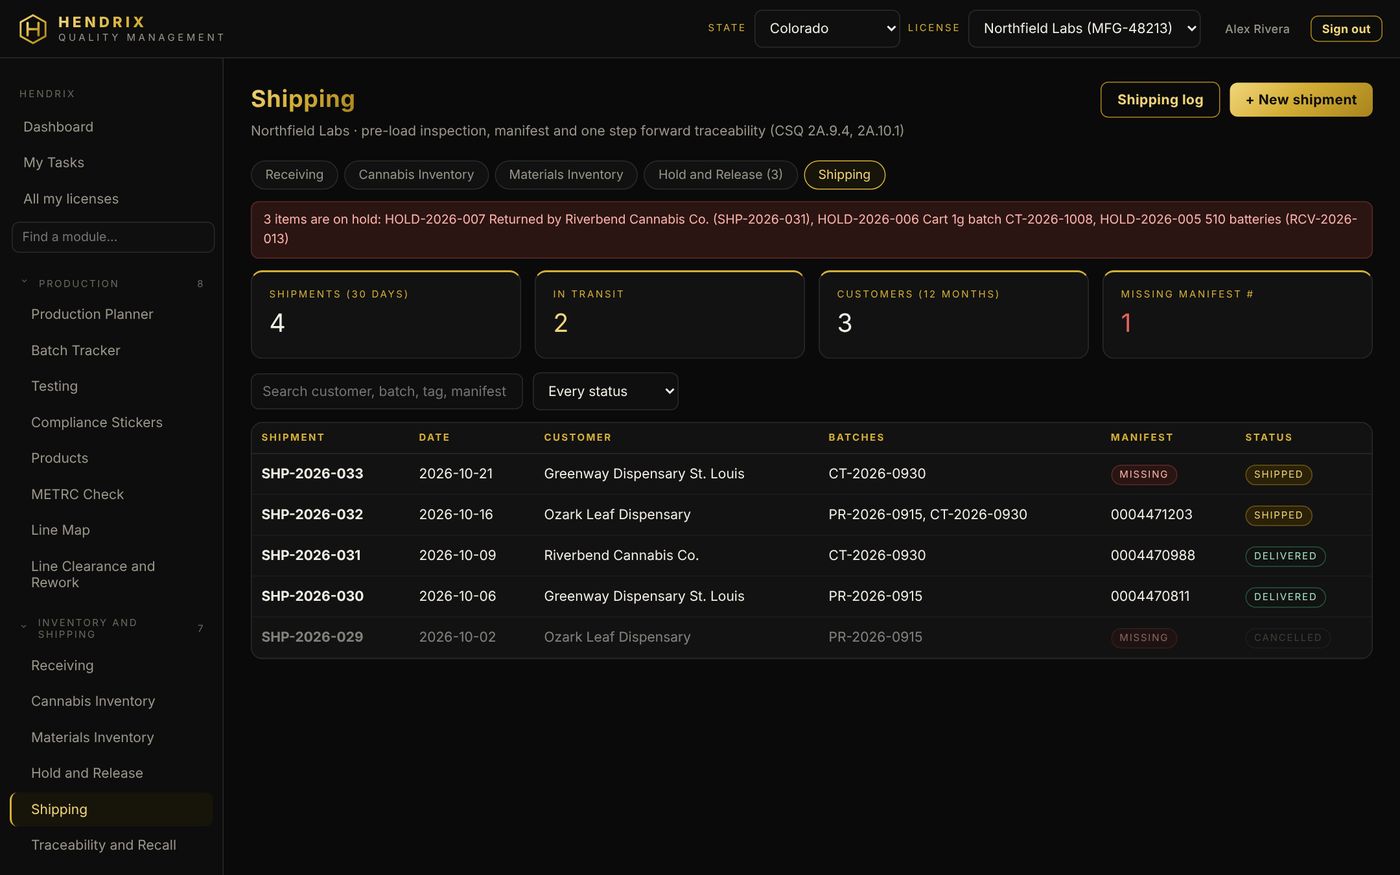 HENDRIX
QUALITY MANAGEMENT
STATE Colorado LICENSE Northfield Labs (MFG-48213) Alex Rivera Sign out
HENDRIX
Dashboard
My Tasks
All my licenses
Find a module...
PRODUCTION 8
Production Planner
Batch Tracker
Testing
Compliance Stickers
Products
METRC Check
Line Map
Line Clearance and
Rework
INVENTORY AND
SHIPPING 7
Receiving
Cannabis Inventory
Materials Inventory
Hold and Release
Shipping
Traceability and Recall
Shipping
Shipping log + New shipment
Northfield Labs · pre-load inspection, manifest and one step forward traceability (CSQ 2A.9.4, 2A.10.1)
Receiving Cannabis Inventory Materials Inventory Hold and Release (3) Shipping
3 items are on hold: HOLD-2026-007 Returned by Riverbend Cannabis Co. (SHP-2026-031), HOLD-2026-006 Cart 1g batch CT-2026-1008, HOLD-2026-005 510 batteries (RCV-2026-
013)
SHIPMENTS (30 DAYS) IN TRANSIT CUSTOMERS (12 MONTHS) MISSING MANIFEST #
4 2 3 1
Search customer, batch, tag, manifest Every status
SHIPMENT DATE CUSTOMER BATCHES MANIFEST STATUS
SHP-2026-033 2026-10-21 Greenway Dispensary St. Louis CT-2026-0930 MISSING SHIPPED
SHP-2026-032 2026-10-16 Ozark Leaf Dispensary PR-2026-0915, CT-2026-0930 0004471203 SHIPPED
SHP-2026-031 2026-10-09 Riverbend Cannabis Co. CT-2026-0930 0004470988 DELIVERED
SHP-2026-030 2026-10-06 Greenway Dispensary St. Louis PR-2026-0915 0004470811 DELIVERED
SHP-2026-029 2026-10-02 Ozark Leaf Dispensary PR-2026-0915 MISSING CANCELLED